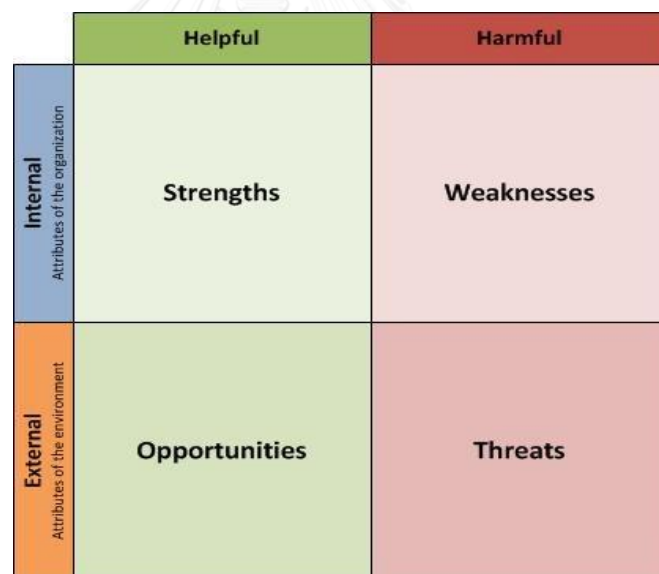 Helpful
Harmful
Internal
Attributes of the organization
Strengths
Weaknesses
External
Attributes of the environment
Opportunities
Threats